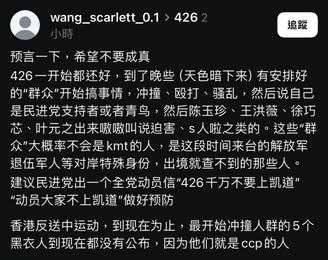 wang_scarlett_0.1 > 426 2
小時
追蹤
预言一下，希望不要成真
426一开始都还好，到了晚些 (天色暗下来) 有安排好
的“群众”开始搞事情，冲撞、殴打、骚乱，然后说自己
是民进党支持者或者青鸟，然后陈玉珍、王洪薇、徐巧
芯、叶元之出来嗷嗷叫说迫害、s人啦之类的。这些“群
众”大概率不会是kmt的人，是这段时间来台的解放军
退伍军人等对岸特殊身份，出境就查不到的那些人。
建议民进党出一个全党动员信“426千万不要上凯道”
“动员大家不上凯道”做好预防
香港反送中运动，到现在为止，最开始冲撞人群的5个
黑衣人到现在都没有公布，因为他们就是ccp的人